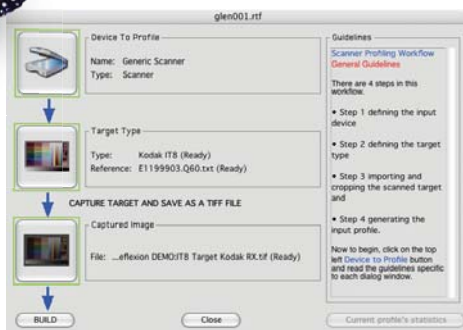 glen001.rtf
Device To Profile
Name: Generic Scanner
Type: Scanner
Target Type
Type: Kodak IT8 (Ready)
Reference: E1199903.Q60.txt (Ready)
CAPTURE TARGET AND SAVE AS A TIFF FILE
Captured Image
File: ...eflexion DEMO:IT8 Target Kodak RX.tif (Ready)
BUILD
Close
Current profile's statistics
Guidelines
Scanner Profiling Workflow
General Guidelines
There are 4 steps in this
workflow.
• Step 1 defining the input
device
• Step 2 defining the target
type
• Step 3 importing and
cropping the scanned target
and
• Step 4 generating the
input profile.
Now to begin, click on the top
left Device to Profile button
and read the guidelines specific
to each dialog window.